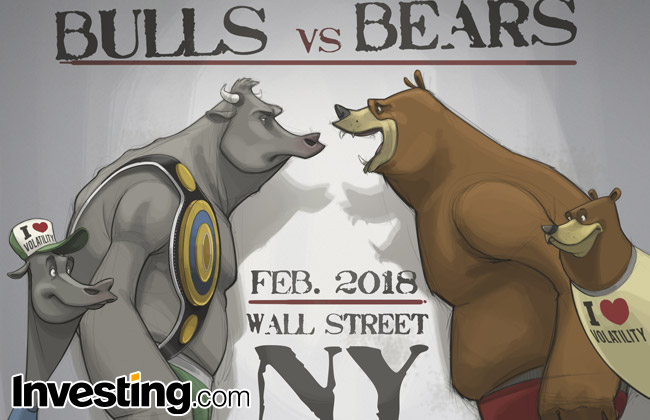 BULLS VS BEARS
FEB. 2018
WALL STREET
NY
I ❤ VOLATILITY
I ❤ VOLATILITY
Investing.com